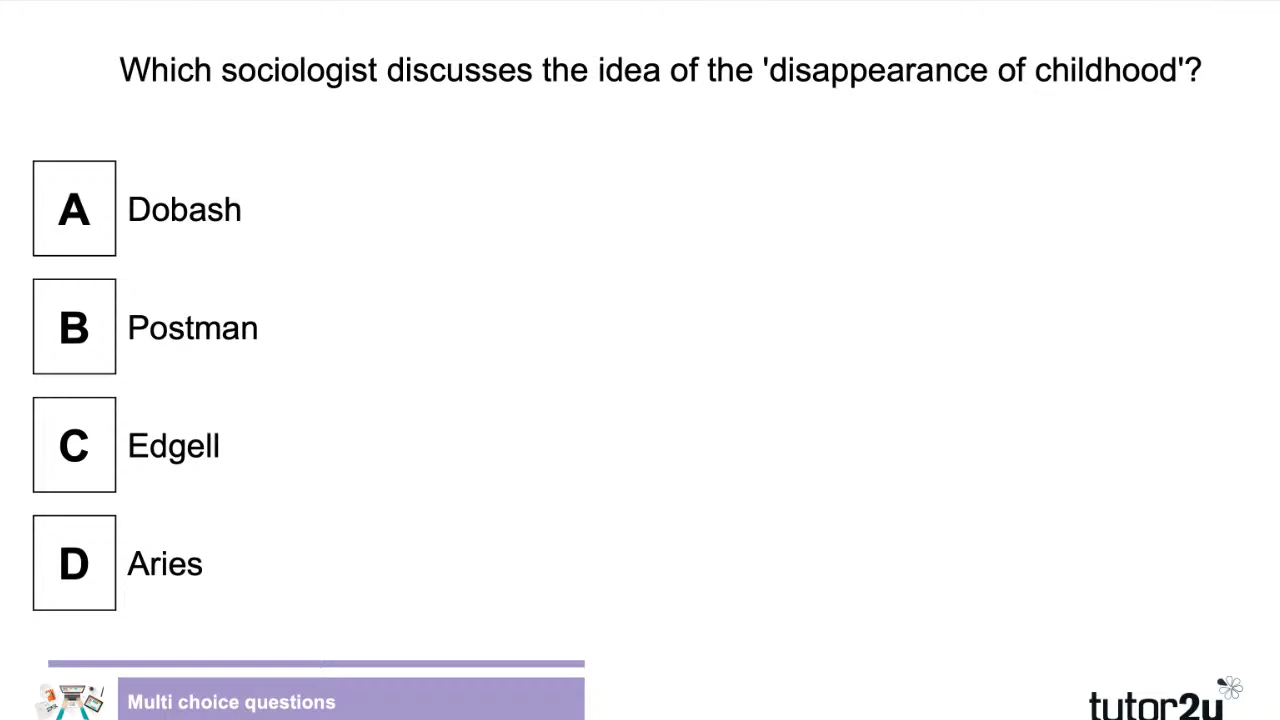 Which sociologist discusses the idea of the 'disappearance of childhood'?
A Dobash
B Postman
C Edgell
D Aries
Multi choice questions
tutor2u